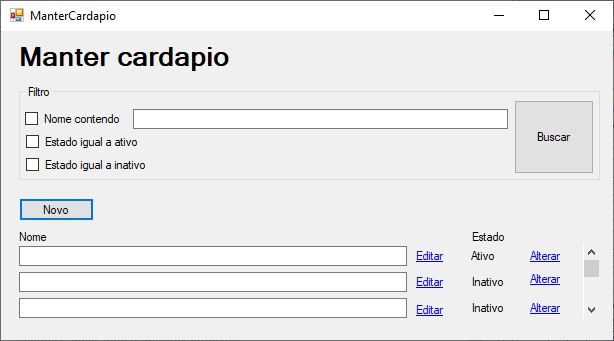 ManterCardapio
Manter cardapio
Filtro
Nome contendo
Estado igual a ativo
Estado igual a inativo
Buscar
Novo
Nome Estado
Editar Ativo Alterar
Editar Inativo Alterar
Editar Inativo Alterar